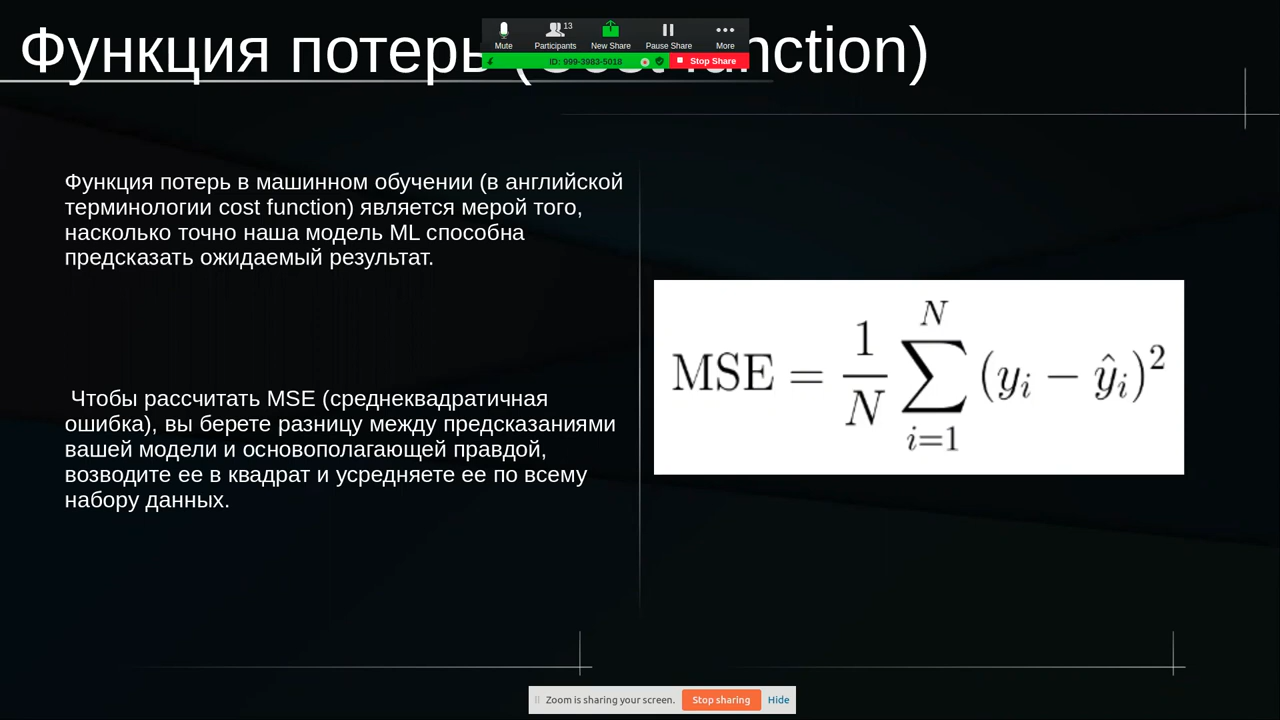 Функция потерь ( nction)
Mute
Participants
13
New Share
Pause Share
More
ID: 999-3983-5018
Stop Share
Функция потерь в машинном обучении (в английской
терминологии cost function) является мерой того,
насколько точно наша модель ML способна
предсказать ожидаемый результат.
Чтобы рассчитать MSE (среднеквадратичная
ошибка), вы берете разницу между предсказаниями
вашей модели и основополагающей правдой,
возводите ее в квадрат и усредняете ее по всему
набору данных.
MSE = 1/N ∑_{i=1}^{N} (y_i − ŷ_i)^2
Zoom is sharing your screen.
Stop sharing
Hide